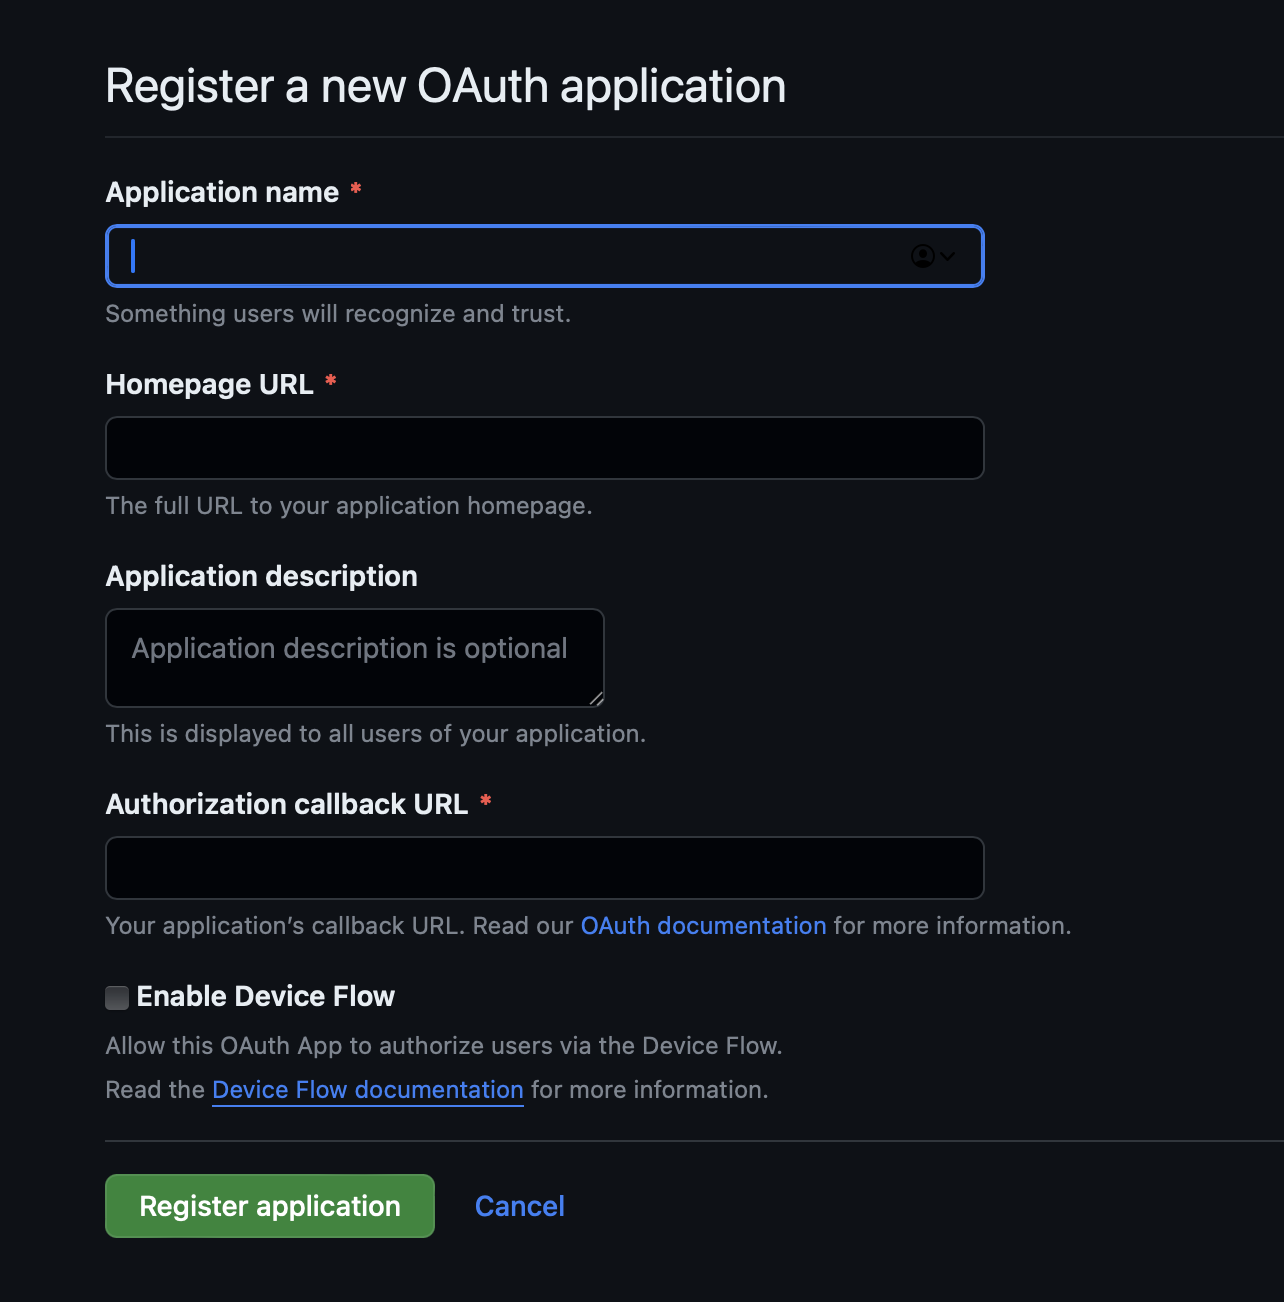 Register a new OAuth application
Application name *
Something users will recognize and trust.
Homepage URL *
The full URL to your application homepage.
Application description
Application description is optional
This is displayed to all users of your application.
Authorization callback URL *
Your application’s callback URL. Read our OAuth documentation for more information.
Enable Device Flow
Allow this OAuth App to authorize users via the Device Flow.
Read the Device Flow documentation for more information.
Register application
Cancel